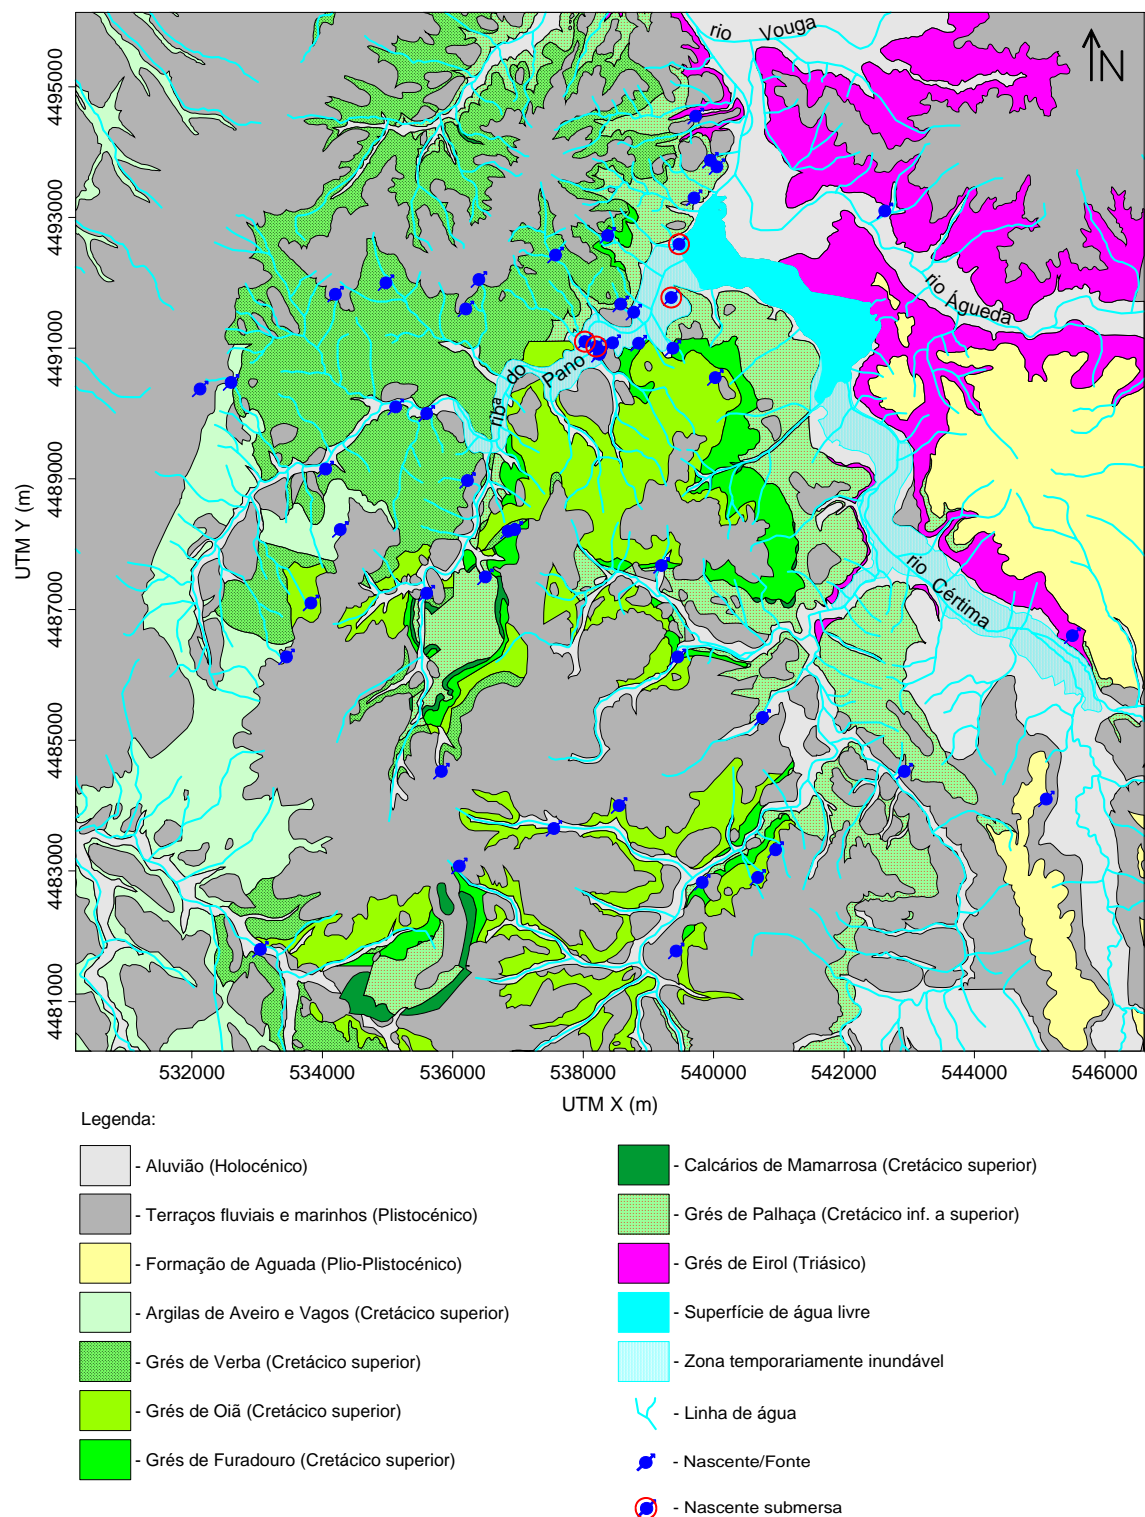 rio Vouga
N
rio Águeda
ribª do Pano
rio Cértima
4495000
4493000
4491000
4489000
4487000
4485000
4483000
4481000
UTM Y (m)
532000 534000 536000 538000 540000 542000 544000 546000
UTM X (m)
Legenda:
- Aluvião (Holocénico)
- Terraços fluviais e marinhos (Plistocénico)
- Formação de Aguada (Plio-Plistocénico)
- Argilas de Aveiro e Vagos (Cretácico superior)
- Grés de Verba (Cretácico superior)
- Grés de Oiã (Cretácico superior)
- Grés de Furadouro (Cretácico superior)
- Calcários de Mamarrosa (Cretácico superior)
- Grés de Palhaça (Cretácico inf. a superior)
- Grés de Eirol (Triásico)
- Superfície de água livre
- Zona temporariamente inundável
- Linha de água
- Nascente/Fonte
- Nascente submersa